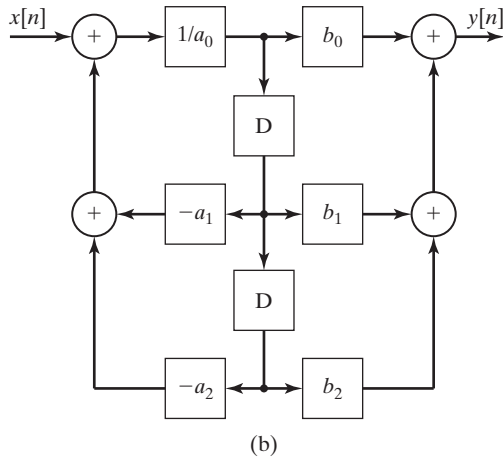 x[n]
y[n]
+
1/a₀
b₀
+
D
+
−a₁
b₁
+
D
−a₂
b₂
(b)